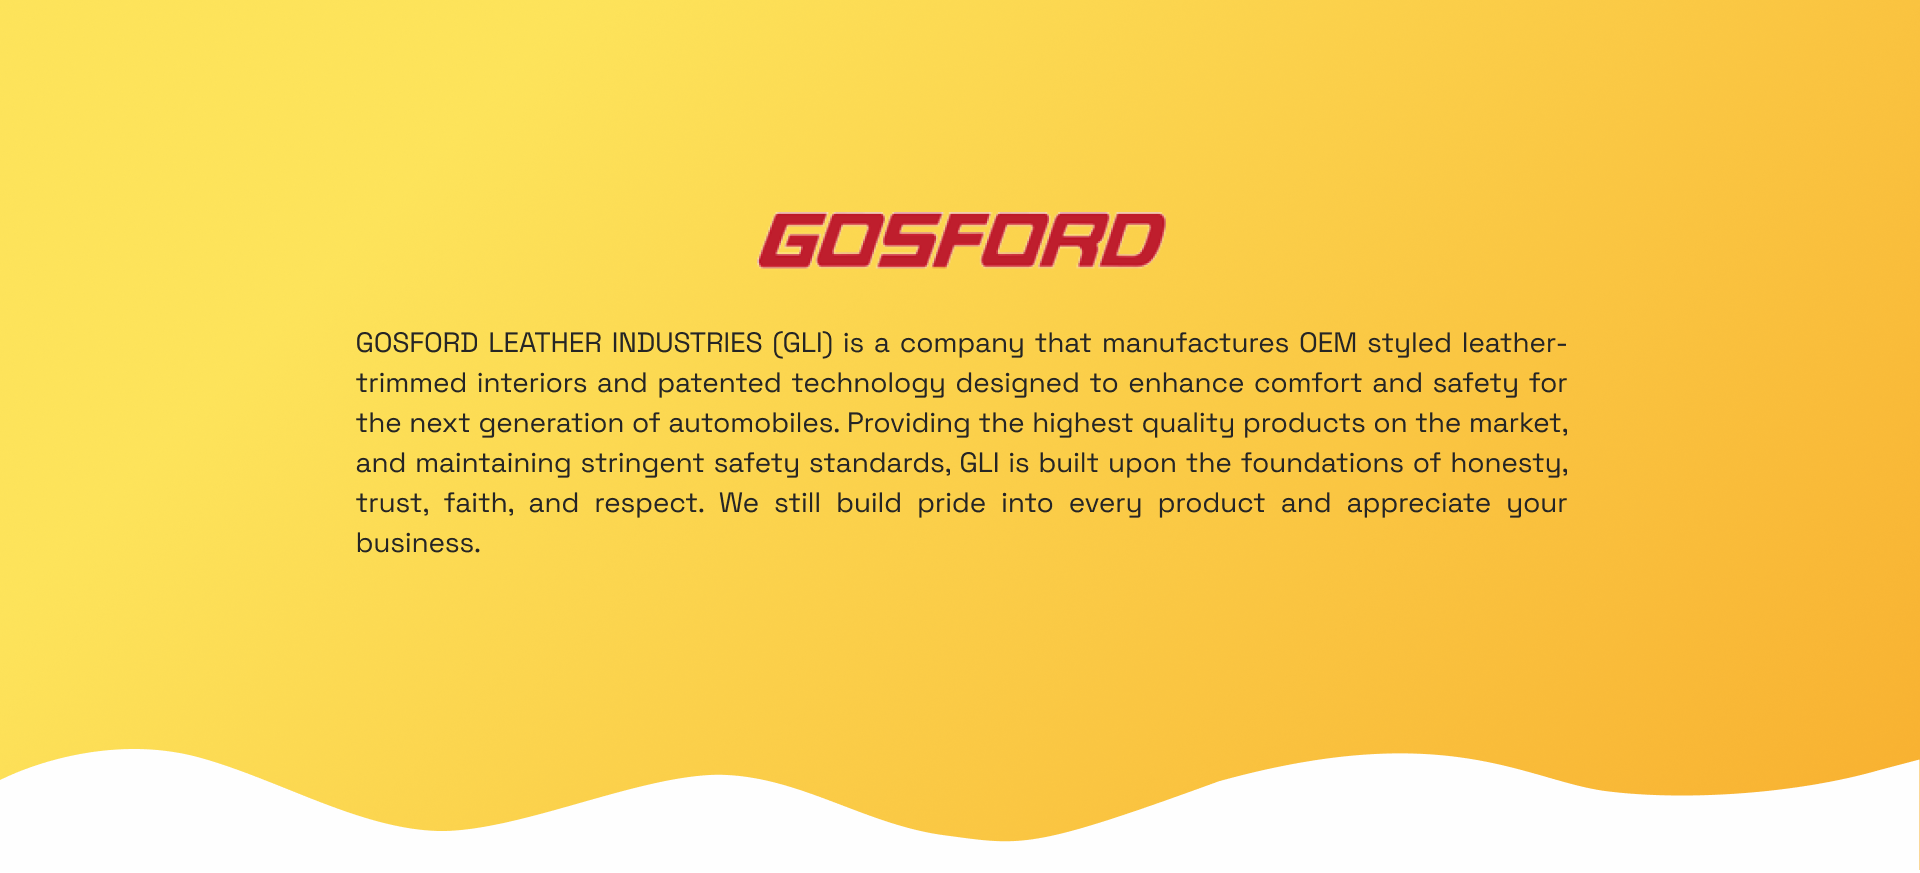 GOSFORD
GOSFORD LEATHER INDUSTRIES (GLI) is a company that manufactures OEM styled leather-
trimmed interiors and patented technology designed to enhance comfort and safety for
the next generation of automobiles. Providing the highest quality products on the market,
and maintaining stringent safety standards, GLI is built upon the foundations of honesty,
trust, faith, and respect. We still build pride into every product and appreciate your
business.